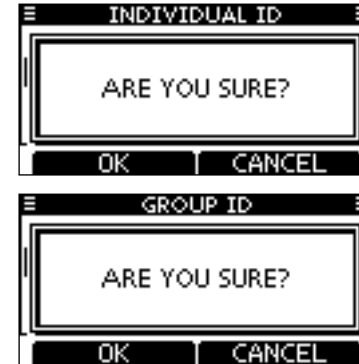 INDIVIDUAL ID
ARE YOU SURE?
OK CANCEL
GROUP ID
ARE YOU SURE?
OK CANCEL